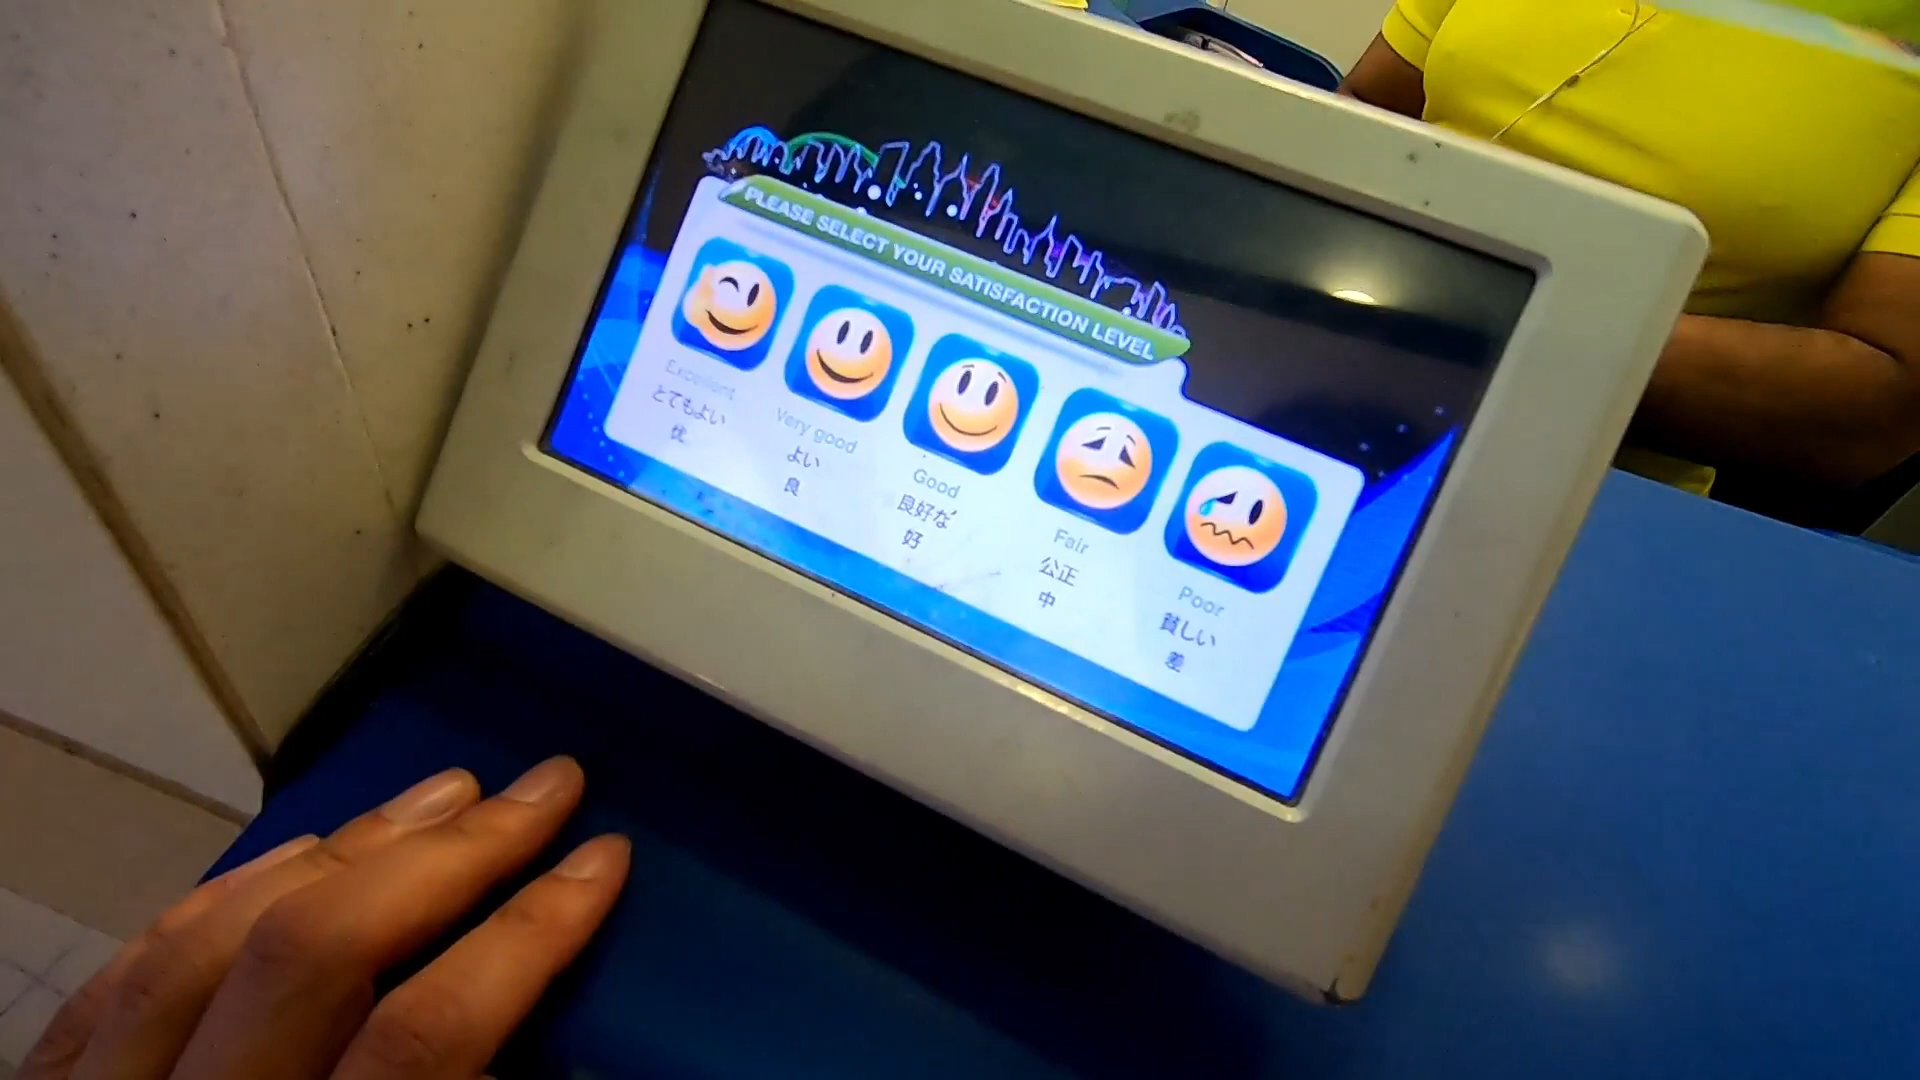 PLEASE SELECT YOUR SATISFACTION LEVEL
Excellent
とてもよい
优
Very good
よい
良
Good
良好な
好
Fair
公正
中
Poor
貧しい
差